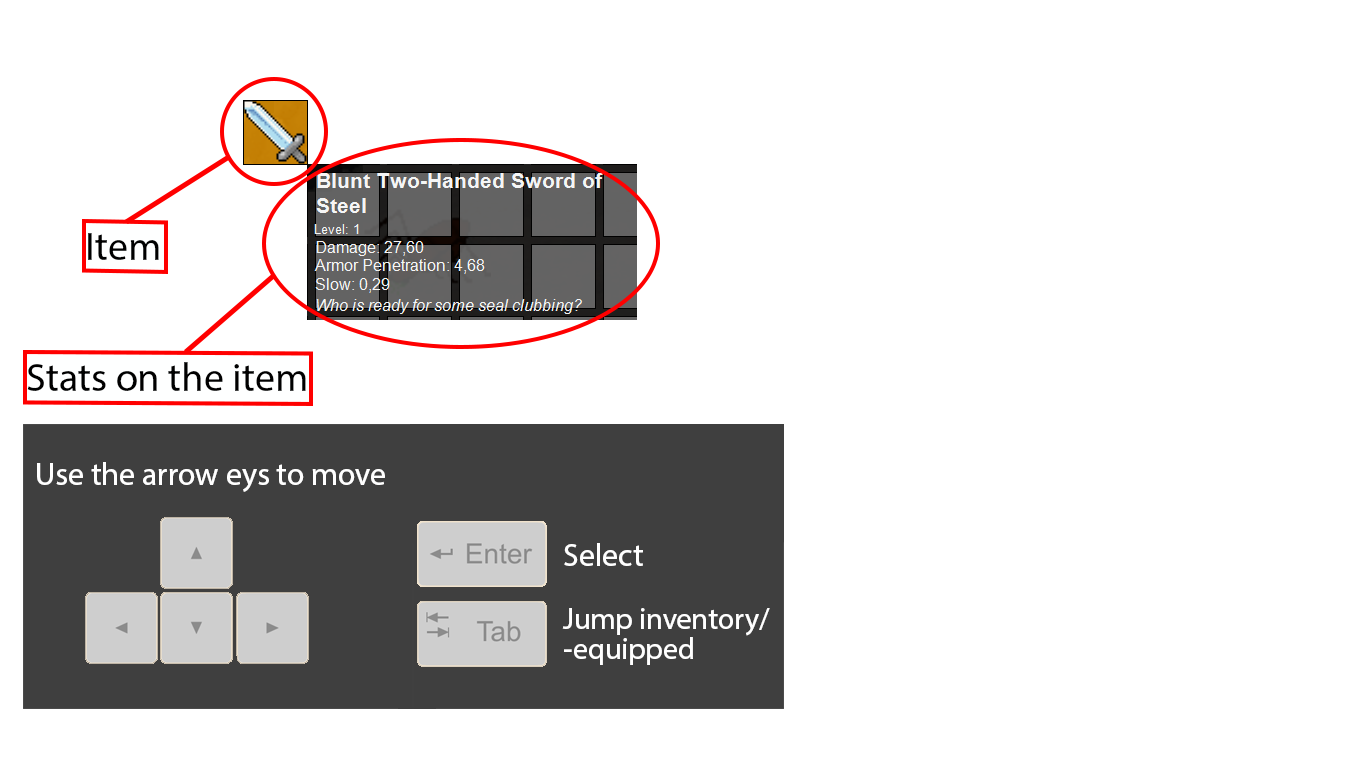 Blunt Two-Handed Sword of
Steel
Level: 1
Damage: 27,60
Armor Penetration: 4,68
Slow: 0,29
Who is ready for some seal clubbing?
Item
Stats on the item
Use the arrow eys to move
Enter
Select
Tab
Jump inventory/
-equipped